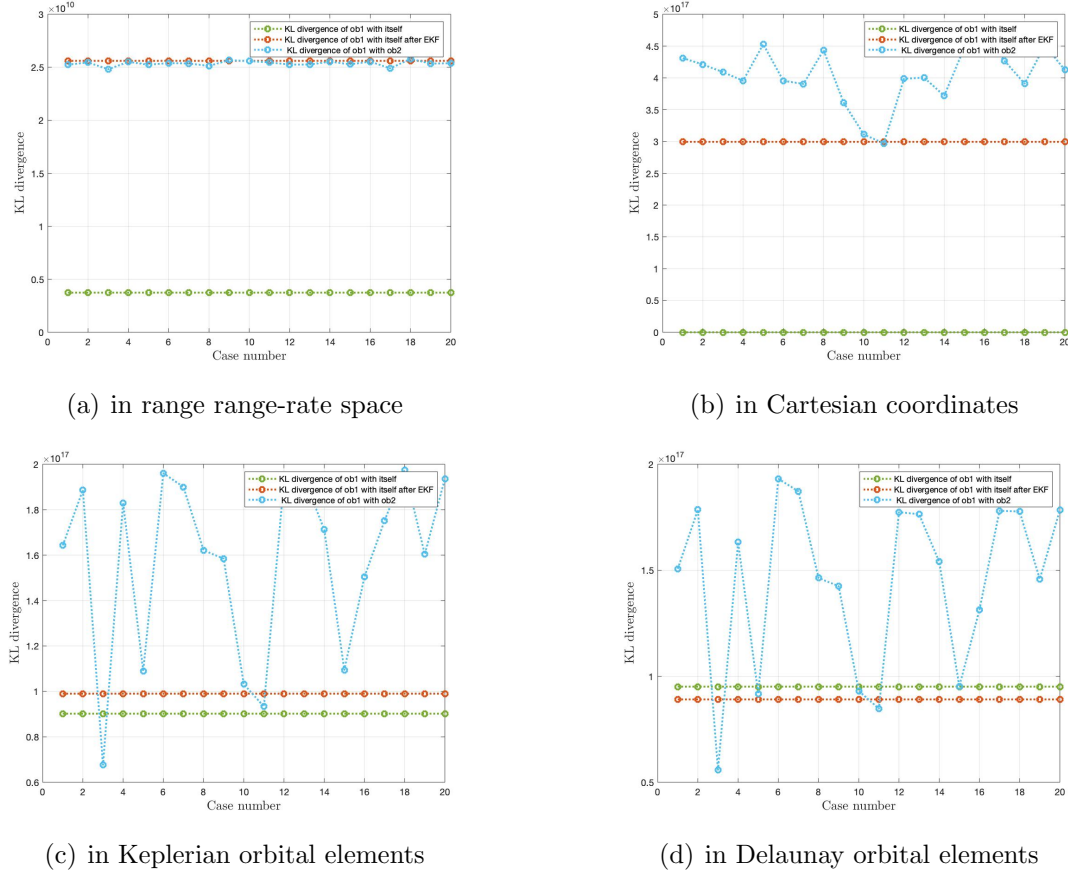 ×10^10
3
2.5
2
1.5
1
0.5
0
KL divergence
0 2 4 6 8 10 12 14 16 18 20
Case number
KL divergence of ob1 with itself
KL divergence of ob1 with itself after EKF
KL divergence of ob1 with ob2
(a) in range range-rate space
×10^17
5
4.5
4
3.5
3
2.5
2
1.5
1
0.5
0
KL divergence
0 2 4 6 8 10 12 14 16 18 20
Case number
KL divergence of ob1 with itself
KL divergence of ob1 with itself after EKF
KL divergence of ob1 with ob2
(b) in Cartesian coordinates
×10^17
2
1.8
1.6
1.4
1.2
1
0.8
0.6
KL divergence
0 2 4 6 8 10 12 14 16 18 20
Case number
KL divergence of ob1 with itself
KL divergence of ob1 with itself after EKF
KL divergence of ob1 with ob2
(c) in Keplerian orbital elements
×10^17
2
1.5
1
0.5
KL divergence
0 2 4 6 8 10 12 14 16 18 20
Case number
KL divergence of ob1 with itself
KL divergence of ob1 with itself after EKF
KL divergence of ob1 with ob2
(d) in Delaunay orbital elements